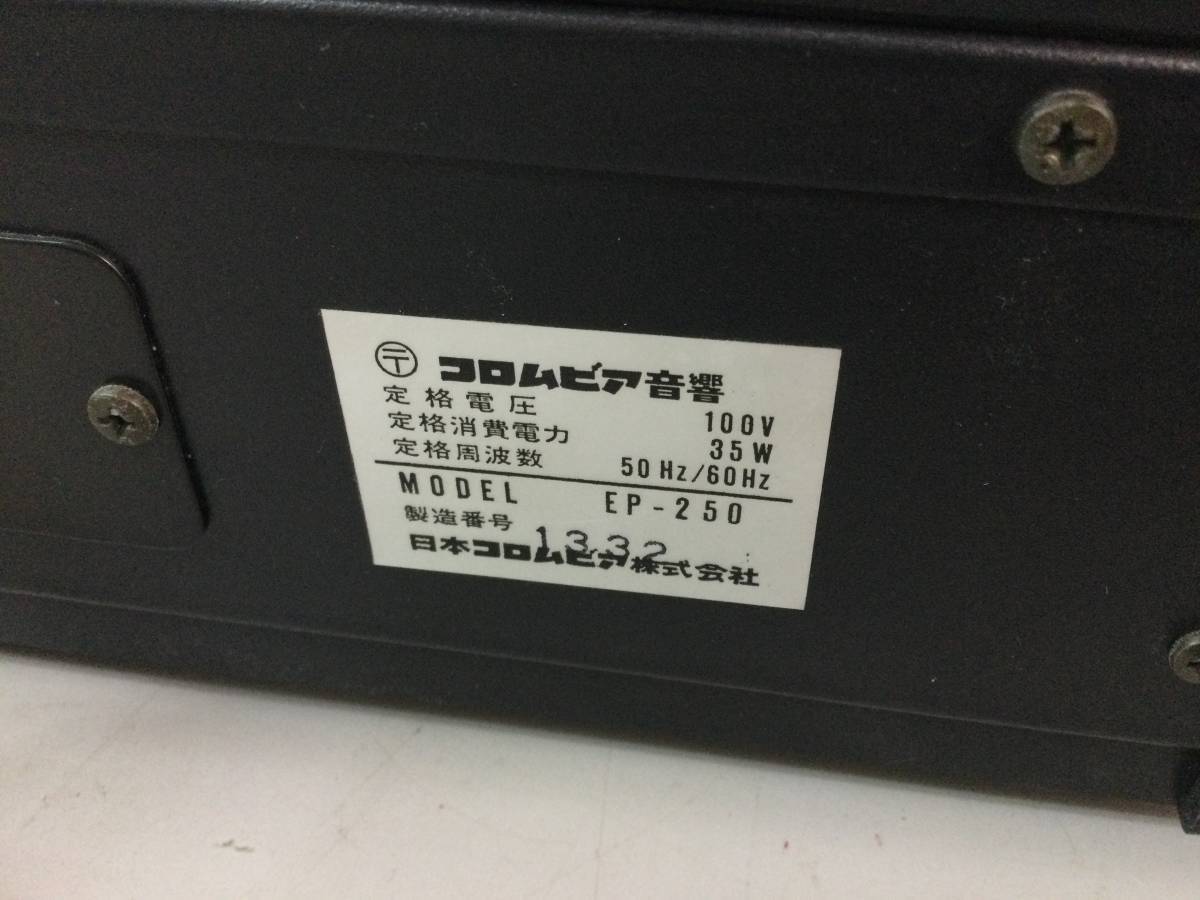 〒 コロムビア音響
定格電圧 100V
定格消費電力 35W
定格周波数 50Hz/60Hz
MODEL EP-250
製造番号 1332
日本コロムビア株式会社